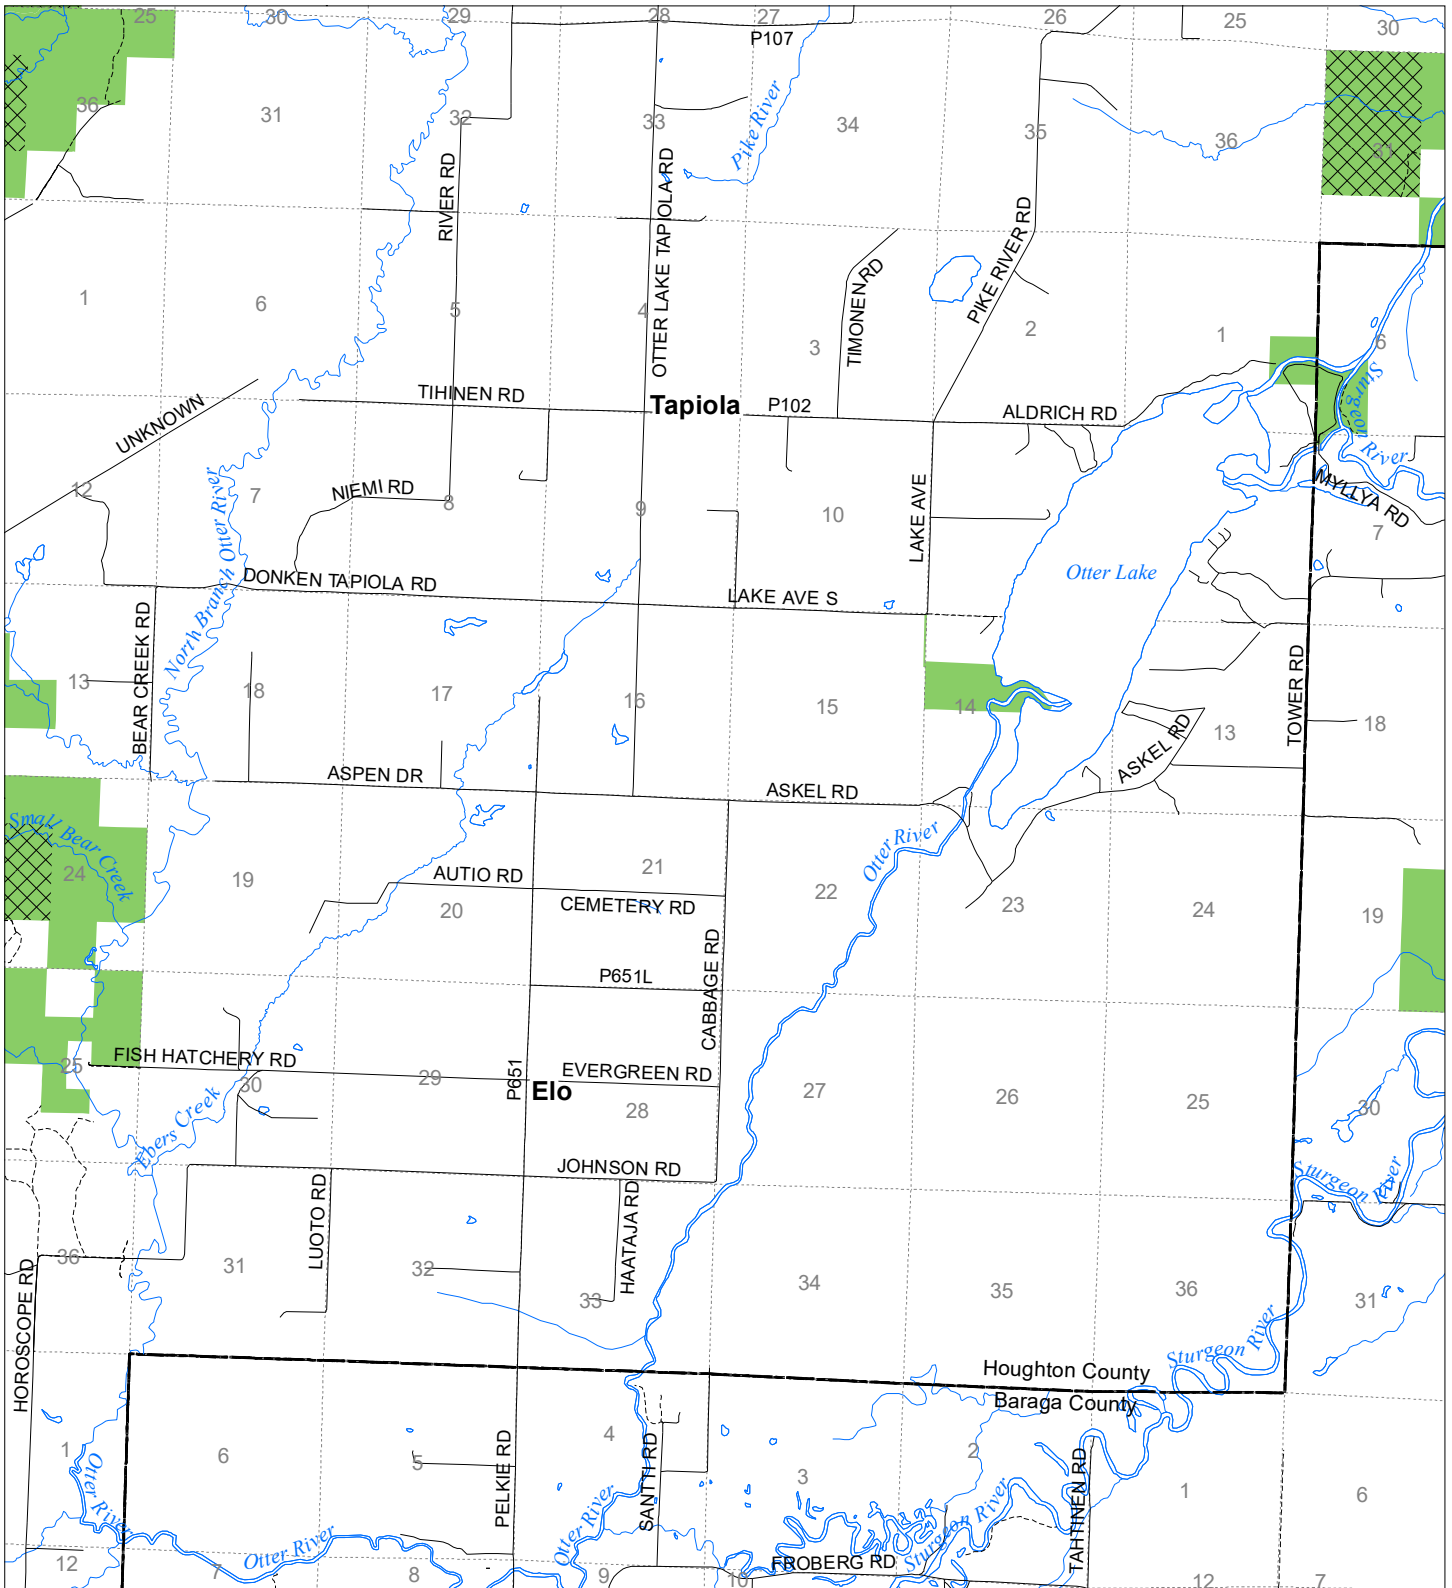 25
30
29
28
27
26
25
30
P107
36
31
32
33
34
35
36
31
Pike River
RIVER RD
OTTER LAKE TAPIOLA RD
PIKE RIVER RD
TIMONEN RD
1
6
5
4
3
2
1
6
Sturgeon River
TIHINEN RD
Tapiola
P102
ALDRICH RD
UNKNOWN
12
7
NIEMI RD
8
9
10
LAKE AVE
MYLLYA RD
7
North Branch Otter River
Otter Lake
DONKEN TAPIOLA RD
LAKE AVE S
BEAR CREEK RD
TOWER RD
13
18
17
16
15
14
13
18
ASPEN DR
ASKEL RD
ASKEL RD
Small Bear Creek
Otter River
24
19
20
21
22
23
24
19
AUTIO RD
CEMETERY RD
CABBAGE RD
P651L
FISH HATCHERY RD
EVERGREEN RD
P651
Elo
25
30
29
28
27
26
25
30
Ebers Creek
JOHNSON RD
Sturgeon River
LUOTO RD
HAATAJA RD
HOROSCOPE RD
36
31
32
33
34
35
36
31
Sturgeon River
Houghton County
Baraga County
1
6
5
4
3
2
1
6
PELKIE RD
SANTTI RD
TAHTINEN RD
Otter River
Otter River
Otter River
Sturgeon River
FROBERG RD
12
7
8
9
10
12
7